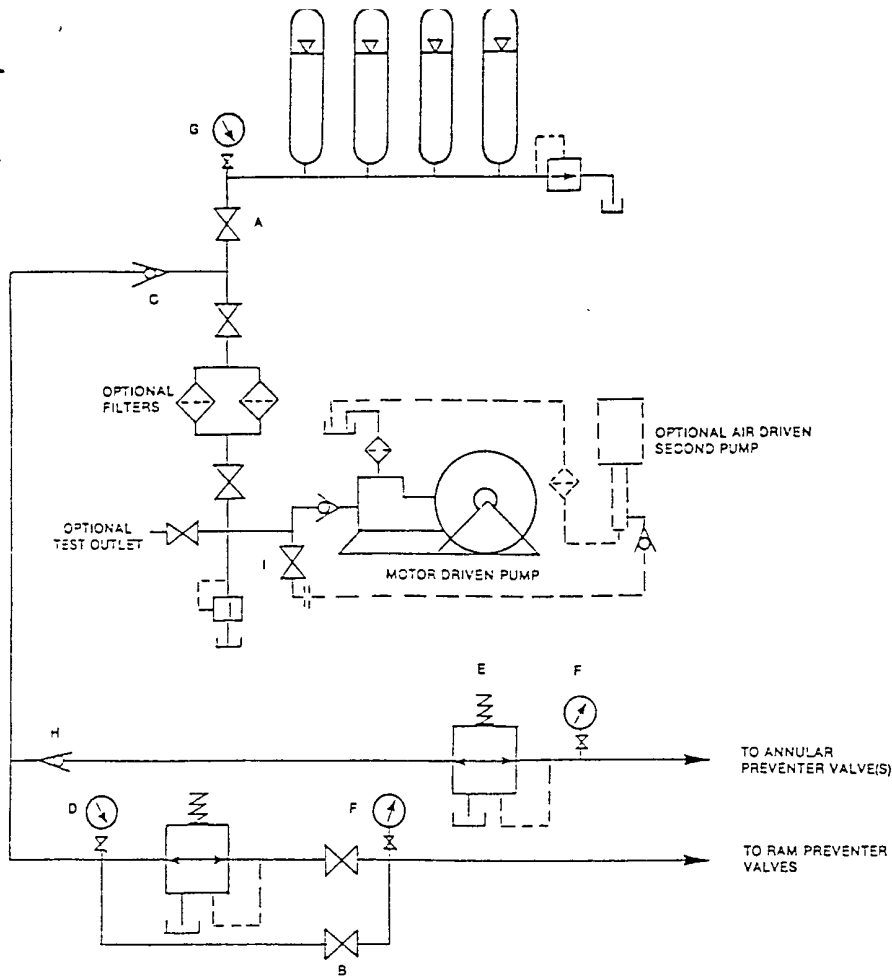 G
A
C
OPTIONAL
FILTERS
OPTIONAL AIR DRIVEN
SECOND PUMP
OPTIONAL
TEST OUTLET
I
MOTOR DRIVEN PUMP
E
F
H
TO ANNULAR
PREVENTER VALVE(S)
D
F
TO RAM PREVENTER
VALVES
B